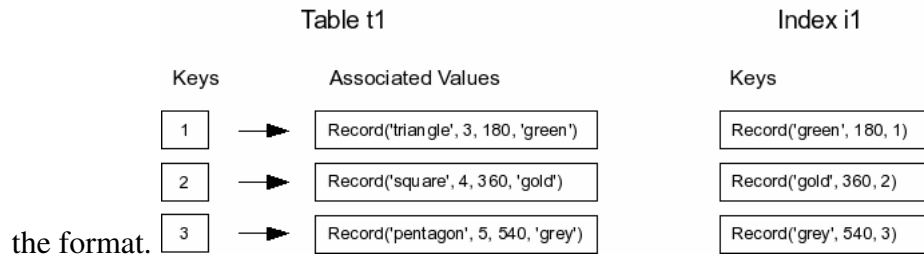 Table t1 Index i1
Keys Associated Values Keys
1 Record('triangle', 3, 180, 'green') Record('green', 180, 1)
2 Record('square', 4, 360, 'gold') Record('gold', 360, 2)
the format. 3 Record('pentagon', 5, 540, 'grey') Record('grey', 540, 3)